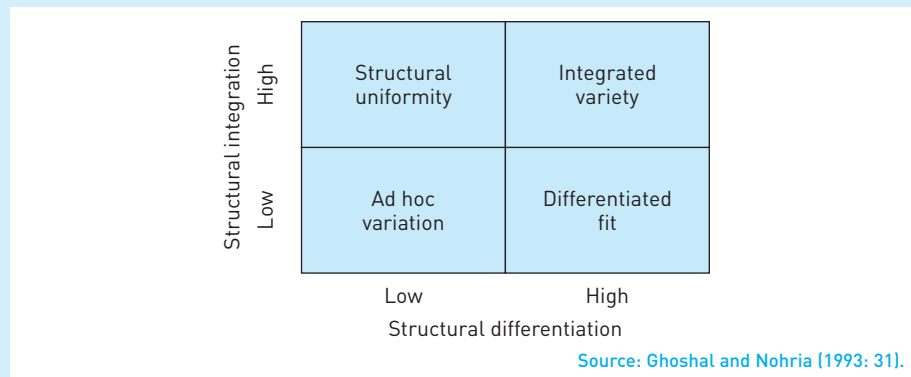 Structural integration
High
Low
Structural
uniformity
Integrated
variety
Ad hoc
variation
Differentiated
fit
Low
High
Structural differentiation
Source: Ghoshal and Nohria (1993: 31).